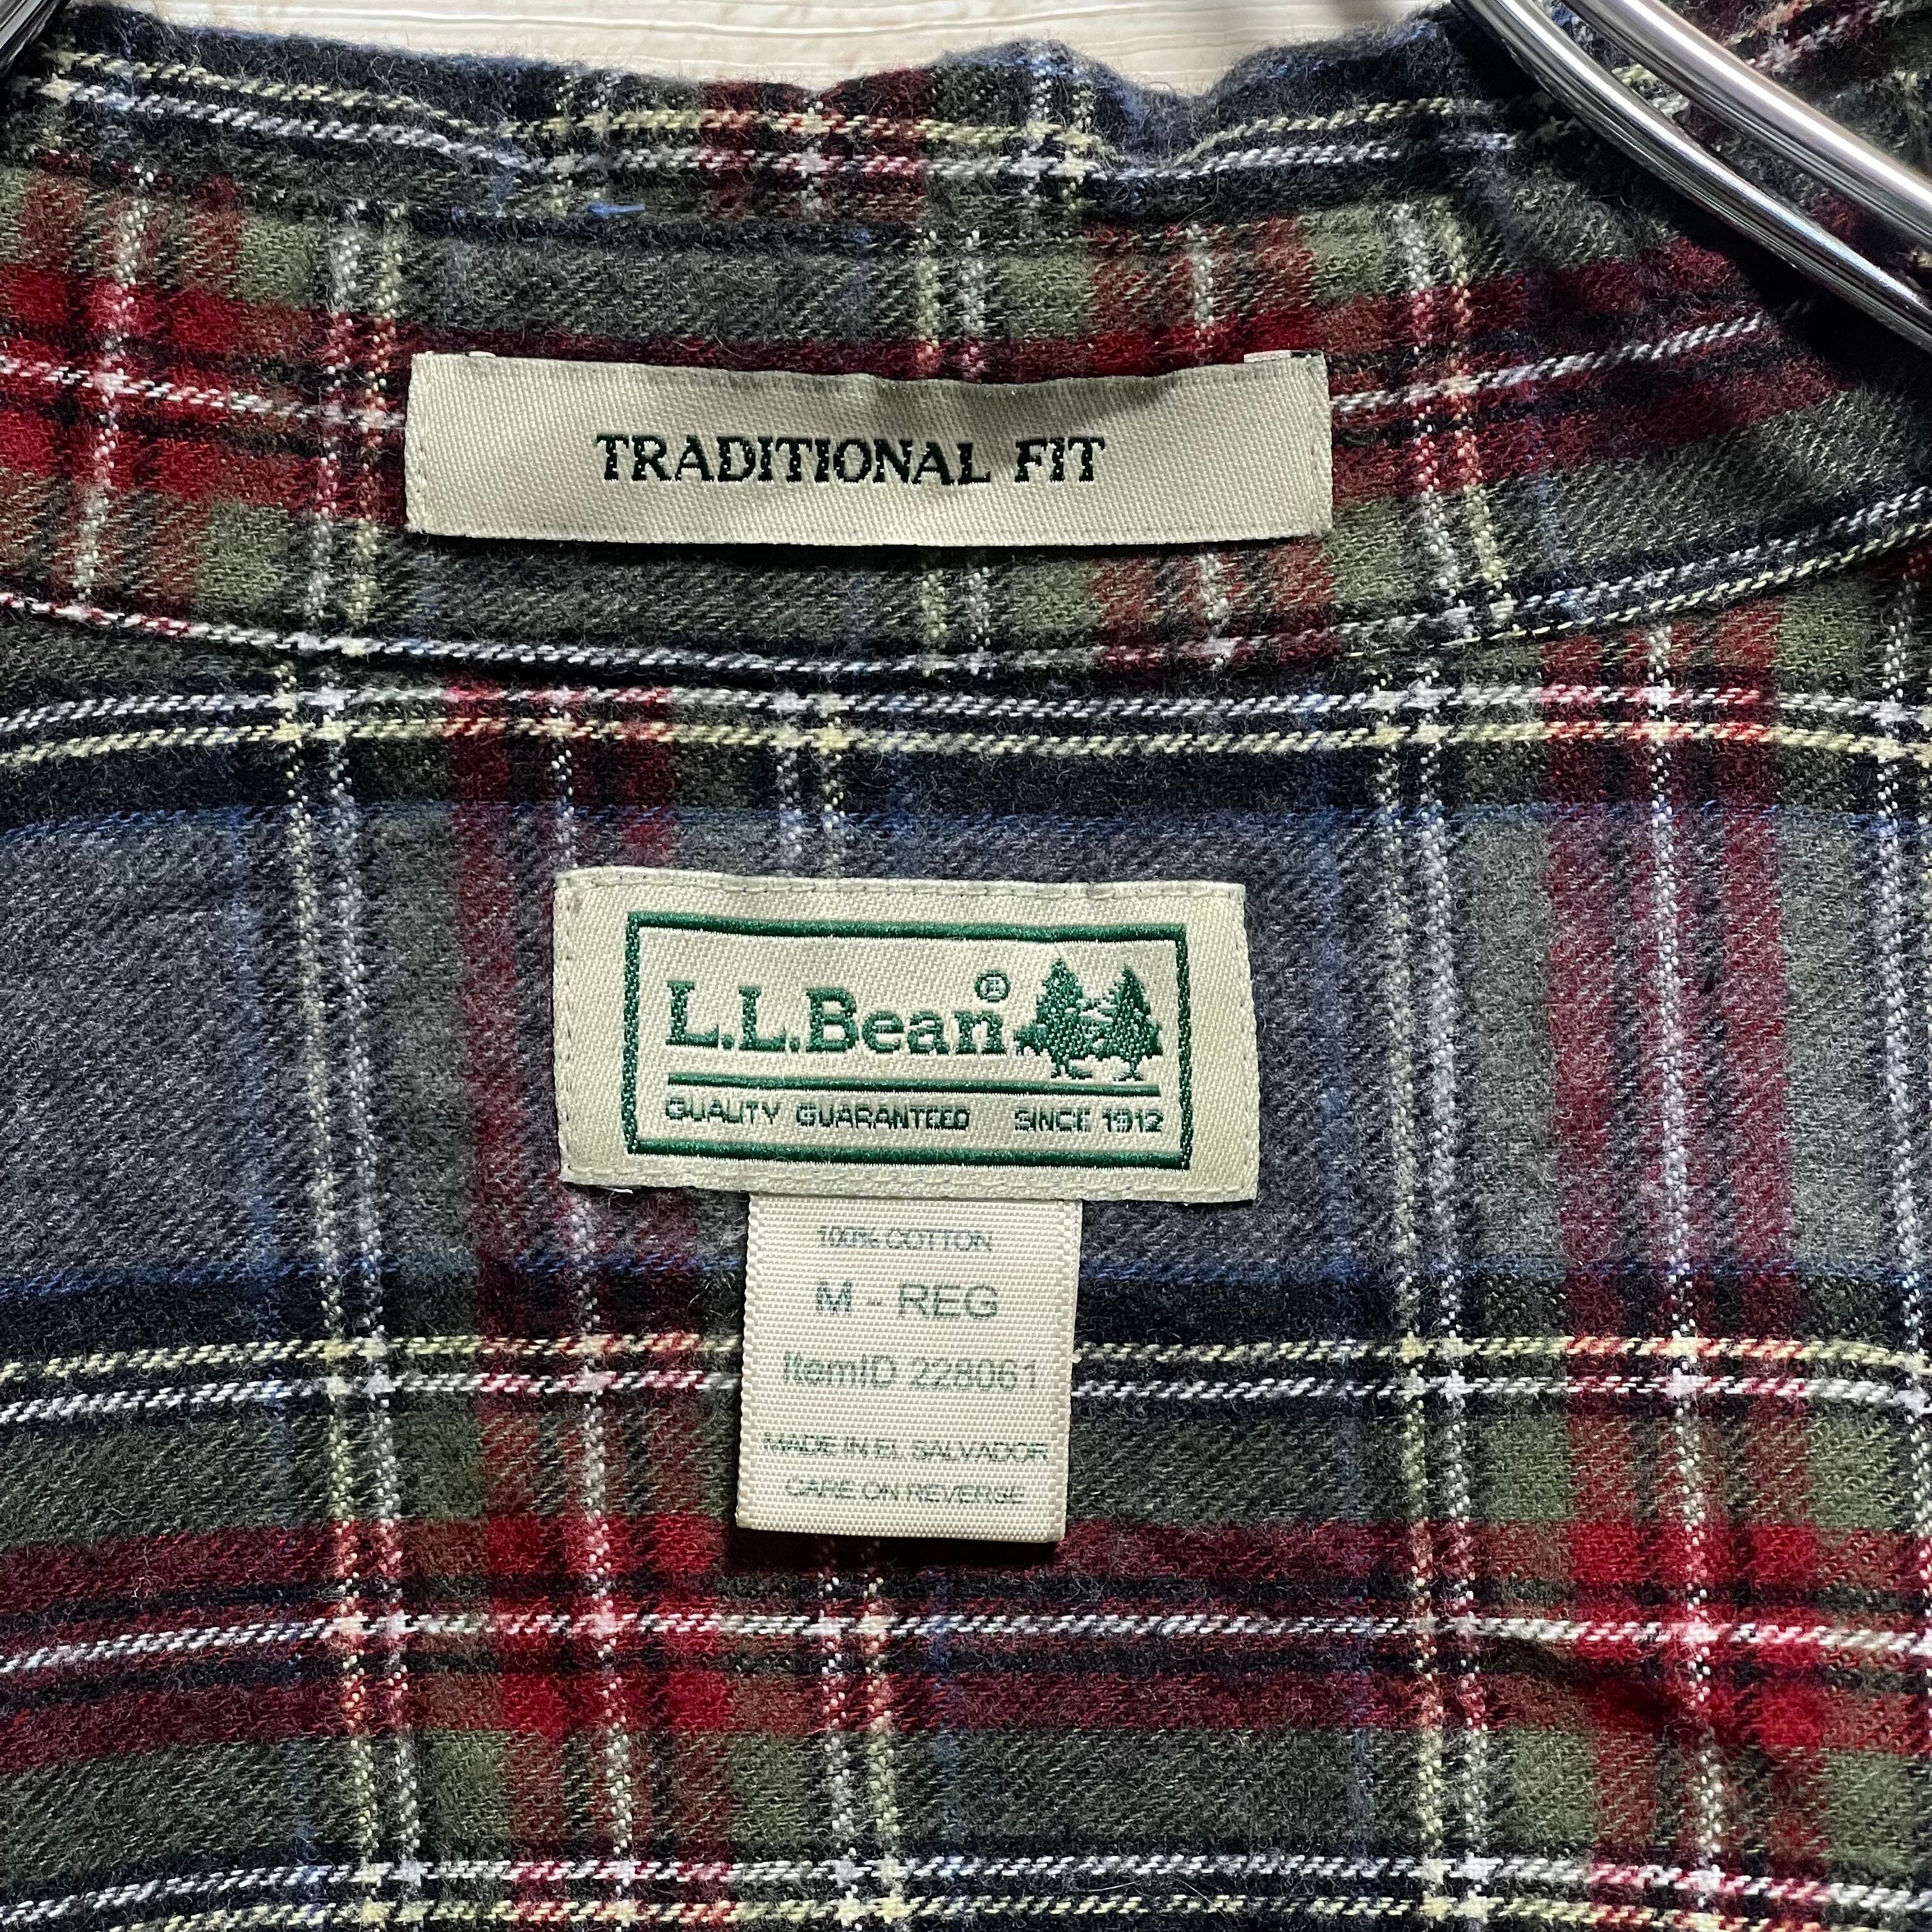 TRADITIONAL FIT
L.L.Bean®
QUALITY GUARANTEED SINCE 1912
100% COTTON
M - REG
ItemID 228061
MADE IN EL SALVADOR
CARE ON REVERSE